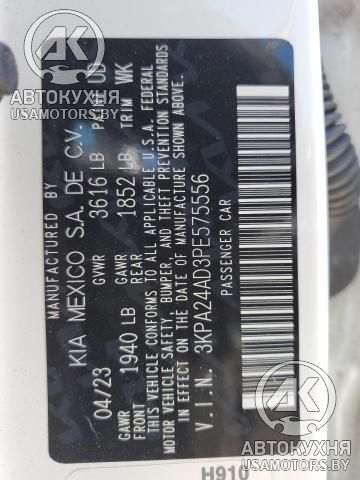 MANUFACTURED BY
KIA MEXICO S.A. DE C.V.
04/23 GVWR 3616 LB PAINT UD
GAWR FRONT 1940 LB GAWR REAR 1852 LB TRIM WK
THIS VEHICLE CONFORMS TO ALL APPLICABLE U.S.A. FEDERAL
MOTOR VEHICLE SAFETY, BUMPER, AND THEFT PREVENTION STANDARDS
IN EFFECT ON THE DATE OF MANUFACTURE SHOWN ABOVE.
V.I.N. 3KPA24AD3PE575556
PASSENGER CAR
H910
АВТОКУХНЯ
USAMOTORS.BY
АВТОКУХНЯ
USAMOTORS.BY